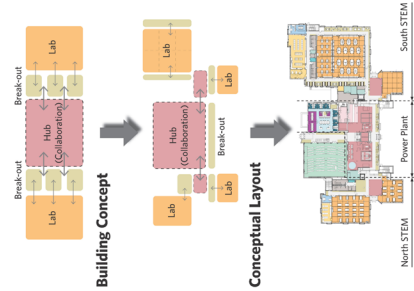 Lab
Break-out
Hub
(Collaboration)
Break-out
Lab
Building Concept
Lab
Lab
Hub
(Collaboration)
Break-out
Lab
Lab
Conceptual Layout
North STEM
Power Plant
South STEM